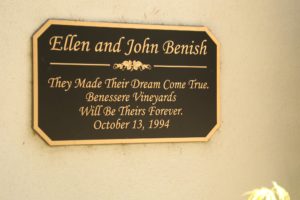 Ellen and John Benish
They Made Their Dream Come True.
Benessere Vineyards
Will Be Theirs Forever.
October 13, 1994